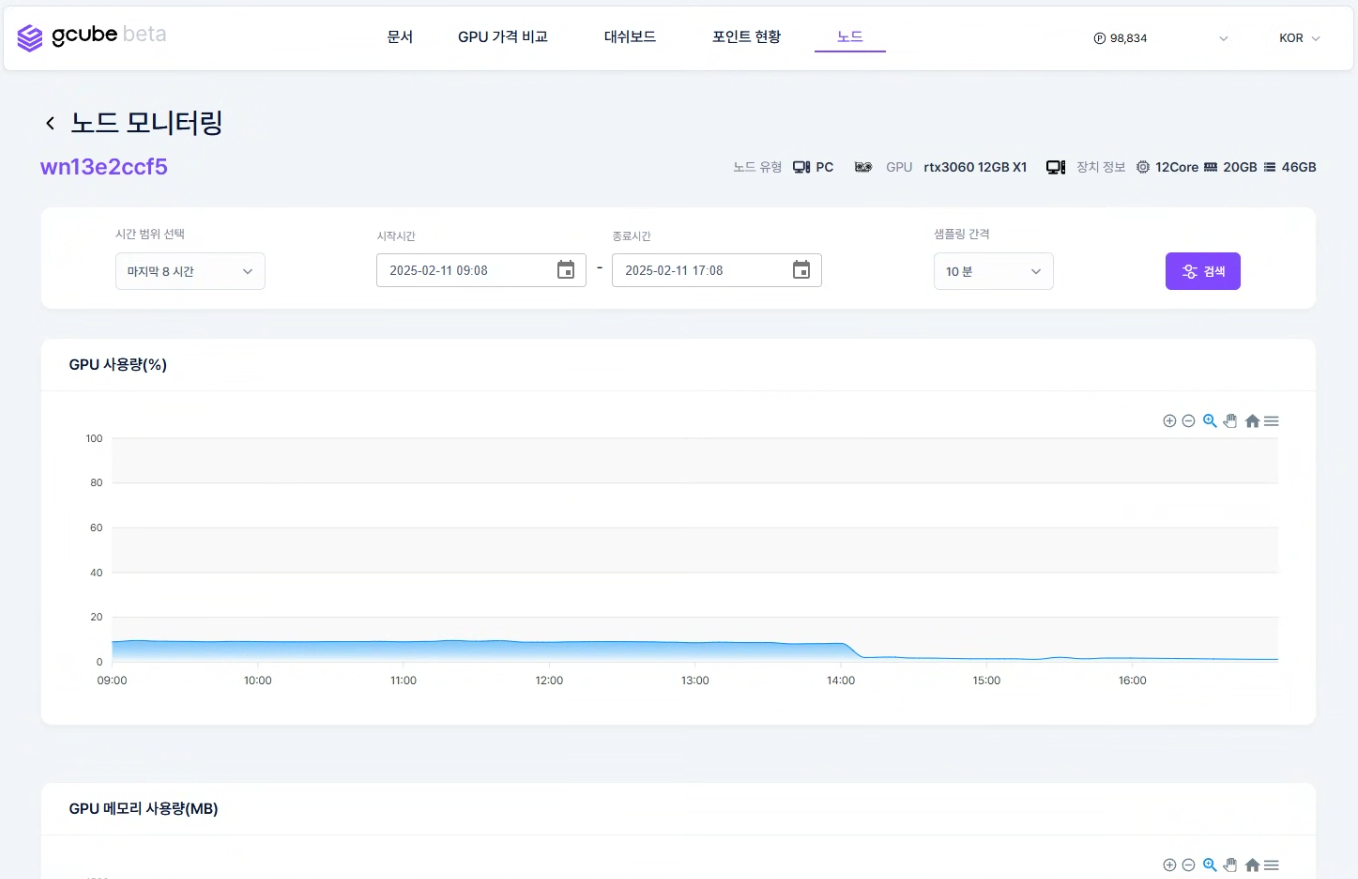 gcube beta 문서 GPU 가격 비교 대쉬보드 포인트 현황 노드 Ⓟ 98,834 KOR
노드 모니터링
wn13e2ccf5 노드 유형 PC GPU rtx3060 12GB X1 장치 정보 12Core 20GB 46GB
시간 범위 선택 시작시간 종료시간 샘플링 간격
마지막 8 시간 2025-02-11 09:08 - 2025-02-11 17:08 10 분 검색
GPU 사용량(%)
100
80
60
40
20
0
09:00 10:00 11:00 12:00 13:00 14:00 15:00 16:00
GPU 메모리 사용량(MB)